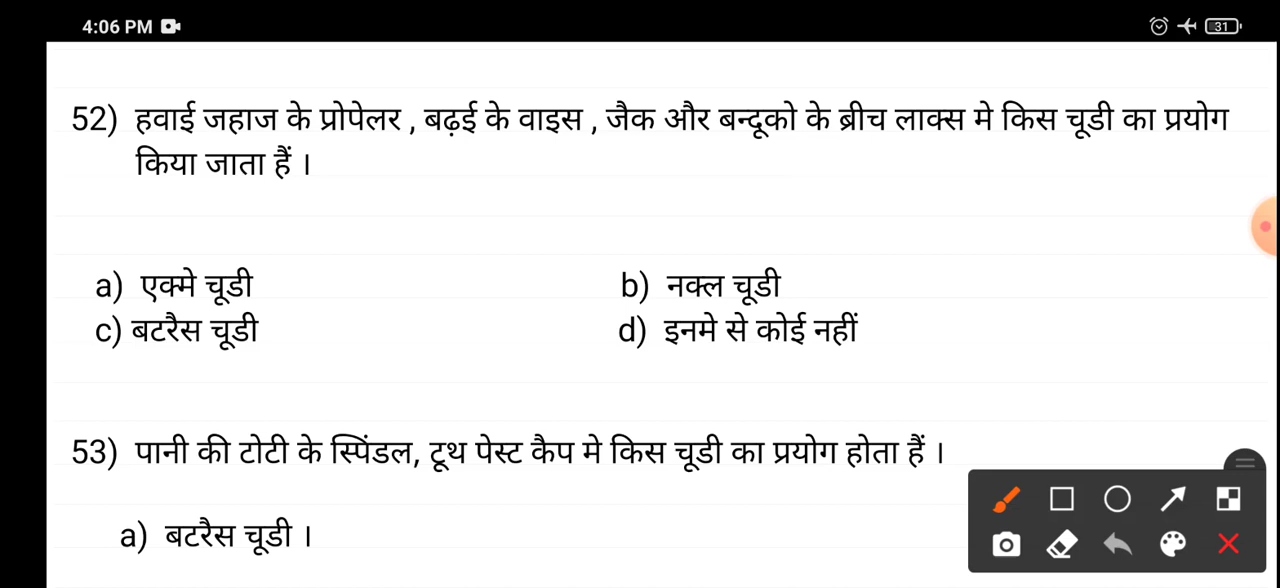 4:06 PM
31
52) हवाई जहाज के प्रोपेलर , बढ़ई के वाइस , जैक और बन्दूको के ब्रीच लाक्स मे किस चूडी का प्रयोग
किया जाता हैं ।
a) एक्मे चूडी
b) नक्ल चूडी
c) बटरैस चूडी
d) इनमे से कोई नहीं
53) पानी की टोटी के स्पिंडल, टूथ पेस्ट कैप मे किस चूडी का प्रयोग होता हैं ।
a) बटरैस चूडी ।